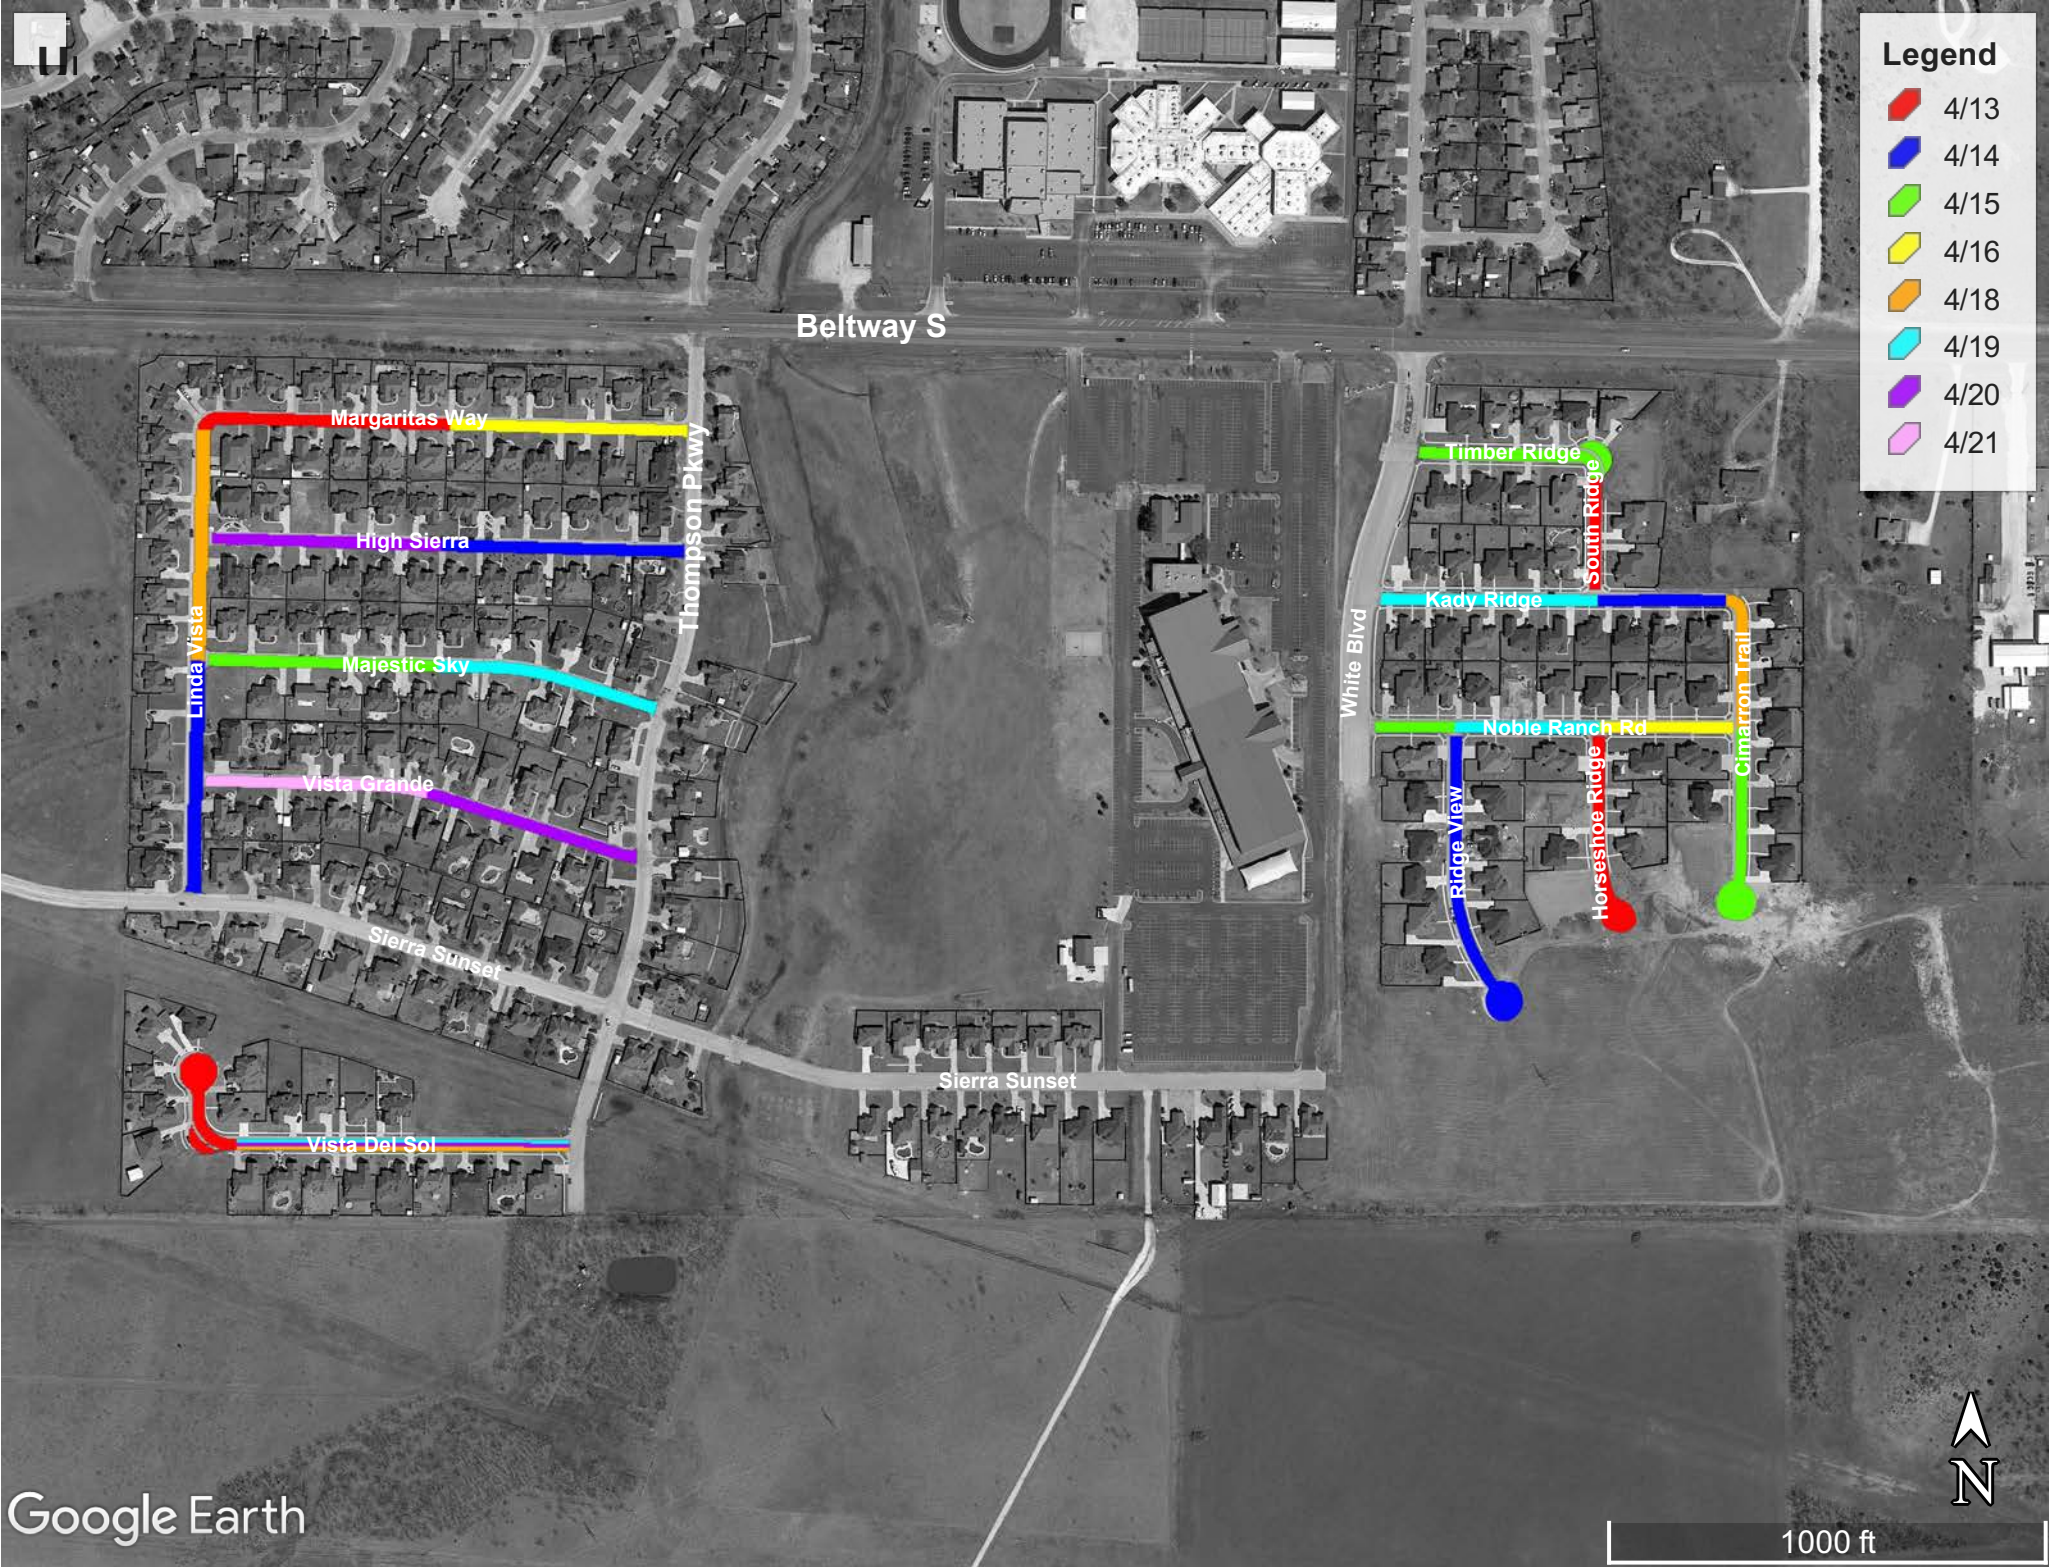 Legend
4/13
4/14
4/15
4/16
4/18
4/19
4/20
4/21
Beltway S
Margaritas Way
Thompson Pkwy
High Sierra
Linda Vista
Majestic Sky
Vista Grande
Sierra Sunset
Vista Del Sol
Sierra Sunset
White Blvd
Timber Ridge
South Ridge
Kady Ridge
Cimarron Trail
Noble Ranch Rd
Ridge View
Horseshoe Ridge
N
Google Earth
1000 ft